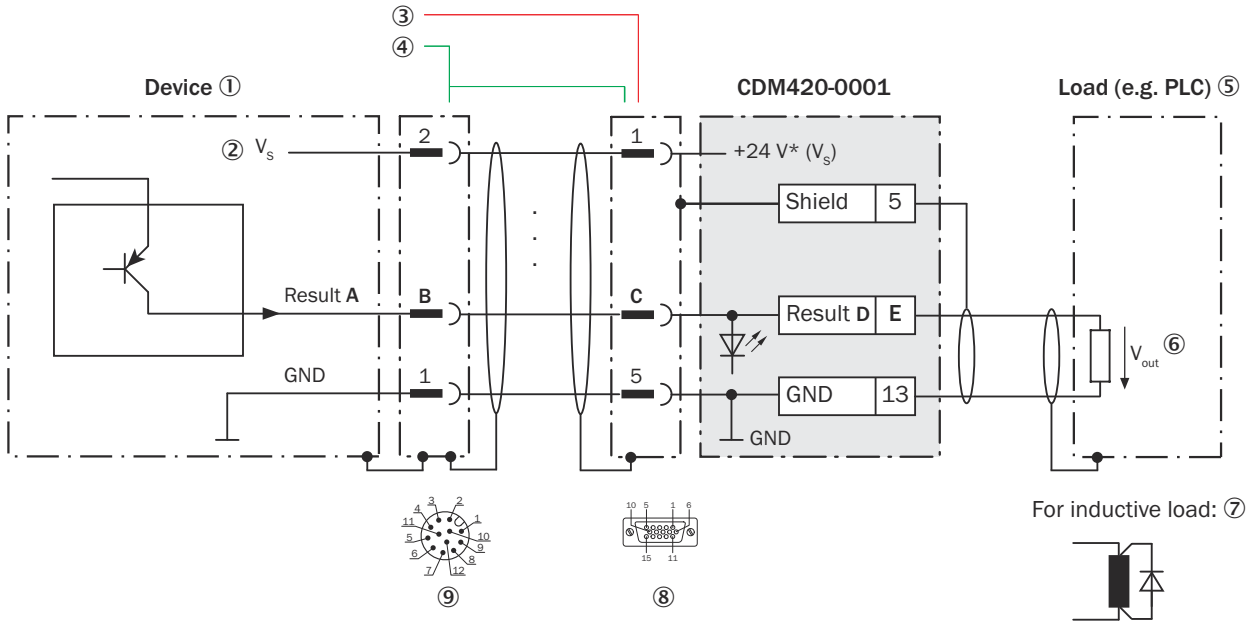 ③
④
Device ①
CDM420-0001
Load (e.g. PLC) ⑤
② Vs
2
1
+24 V* (Vs)
Shield 5
. . .
Result A
B
C
Result D E
Vout ⑥
GND
1
5
GND 13
GND
3 2
4 1
11 10
5 9
6 8
7 12
10 5 1 6
15 11
⑨
⑧
For inductive load: ⑦